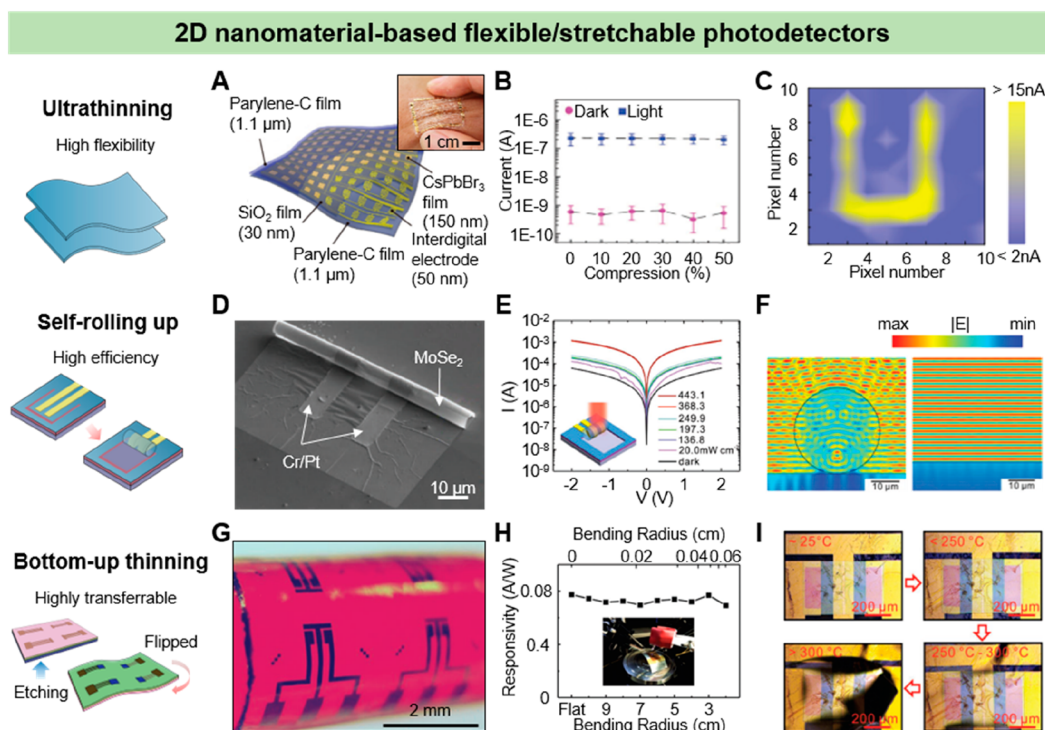 2D nanomaterial-based flexible/stretchable photodetectors
Ultrathinning
High flexibility
A
Parylene-C film
(1.1 µm)
1 cm
CsPbBr3
film
(150 nm)
SiO2 film
(30 nm)
Interdigital
electrode
(50 nm)
Parylene-C film
(1.1 µm)
B
Dark
Light
Current (A)
1E-6
1E-7
1E-8
1E-9
1E-10
0 10 20 30 40 50
Compression (%)
C
Pixel number
10
8
6
4
2
2 4 6 8 10
Pixel number
> 15nA
< 2nA
Self-rolling up
High efficiency
D
MoSe2
Cr/Pt
10 µm
E
I (A)
10-2
10-3
10-4
10-5
10-6
10-7
10-8
10-9
443.1
368.3
249.9
197.3
136.8
20.0mW cm-2
dark
-2 -1 0 1 2
V (V)
F
max |E| min
10 µm
10 µm
Bottom-up thinning
Highly transferrable
Flipped
Etching
G
2 mm
H
Bending Radius (cm)
0 0.02 0.04 0.06
Responsivity (A/W)
0.08
0.4
0
Flat 9 7 5 3
Bending Radius (cm)
I
~ 25°C
200 µm
< 250 °C
200 µm
> 300 °C
200 µm
250 °C - 300 °C
200 µm